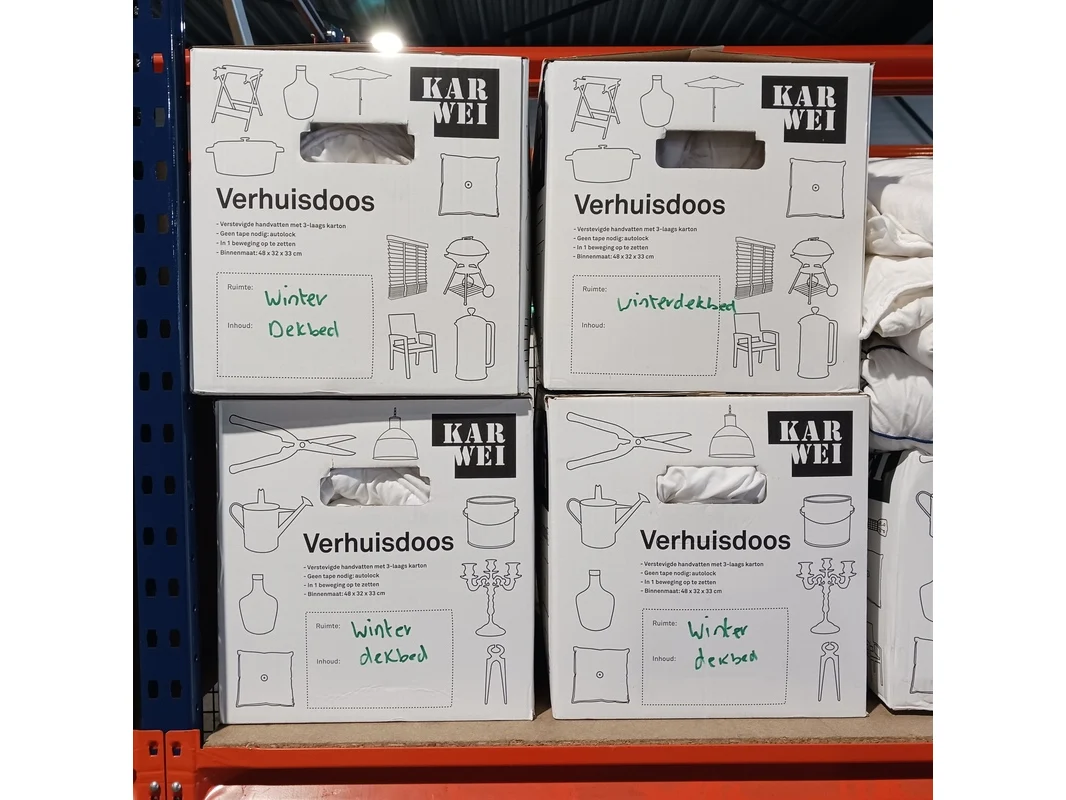 KAR
WEI
Verhuisdoos
- Verstevigde handvatten met 3-laags karton
- Geen tape nodig: autolock
- In 1 beweging op te zetten
- Binnenmaat: 48 x 32 x 33 cm
Ruimte:
Winter
Inhoud:
Dekbed
KAR
WEI
Verhuisdoos
- Verstevigde handvatten met 3-laags karton
- Geen tape nodig: autolock
- In 1 beweging op te zetten
- Binnenmaat: 48 x 32 x 33 cm
Ruimte:
Winterdekbed
Inhoud:
KAR
WEI
Verhuisdoos
- Verstevigde handvatten met 3-laags karton
- Geen tape nodig: autolock
- In 1 beweging op te zetten
- Binnenmaat: 48 x 32 x 33 cm
Ruimte: Winter
Inhoud: dekbed
KAR
WEI
Verhuisdoos
- Verstevigde handvatten met 3-laags karton
- Geen tape nodig: autolock
- In 1 beweging op te zetten
- Binnenmaat: 48 x 32 x 33 cm
Ruimte: Winter
Inhoud: dekbed